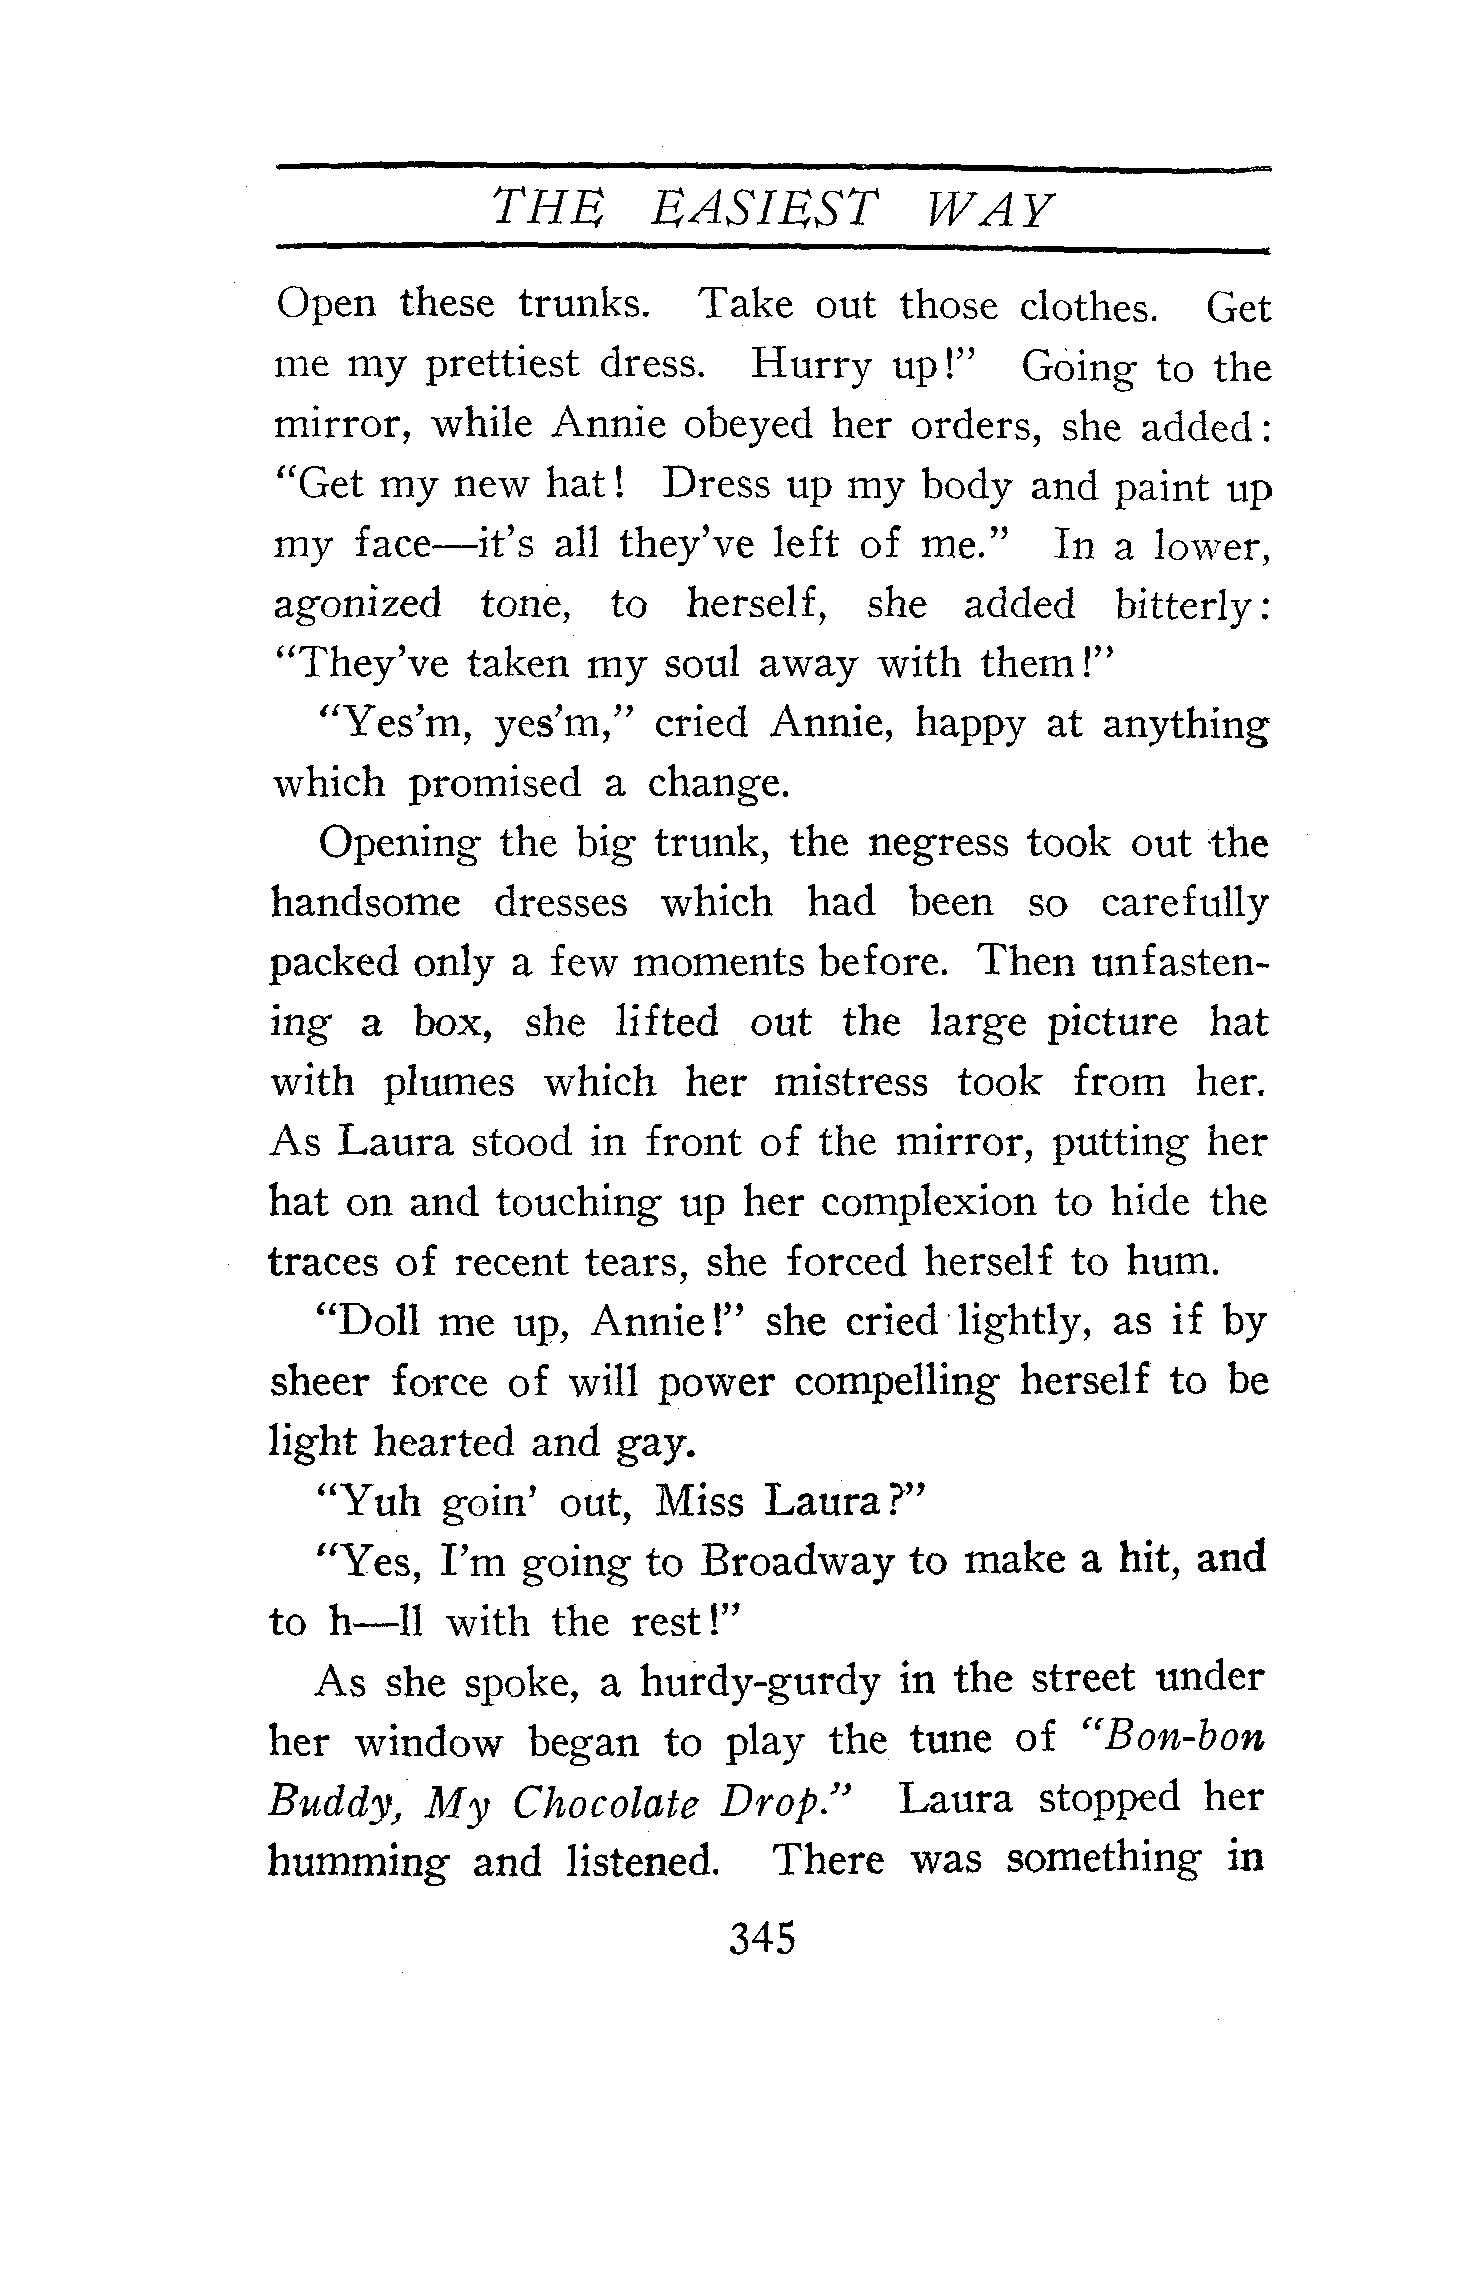 THE EASIEST WAY
Open these trunks. Take out those clothes. Get
me my prettiest dress. Hurry up!” Going to the
mirror, while Annie obeyed her orders, she added:
“Get my new hat! Dress up my body and paint up
my face—it’s all they’ve left of me.” In a lower,
agonized tone, to herself, she added bitterly:
“They’ve taken my soul away with them!”
“Yes’m, yes’m,” cried Annie, happy at anything
which promised a change.
Opening the big trunk, the negress took out the
handsome dresses which had been so carefully
packed only a few moments before. Then unfasten-
ing a box, she lifted out the large picture hat
with plumes which her mistress took from her.
As Laura stood in front of the mirror, putting her
hat on and touching up her complexion to hide the
traces of recent tears, she forced herself to hum.
“Doll me up, Annie!” she cried lightly, as if by
sheer force of will power compelling herself to be
light hearted and gay.
“Yuh goin’ out, Miss Laura?”
“Yes, I’m going to Broadway to make a hit, and
to h—ll with the rest!”
As she spoke, a hurdy-gurdy in the street under
her window began to play the tune of “Bon-bon
Buddy, My Chocolate Drop.” Laura stopped her
humming and listened. There was something in
345